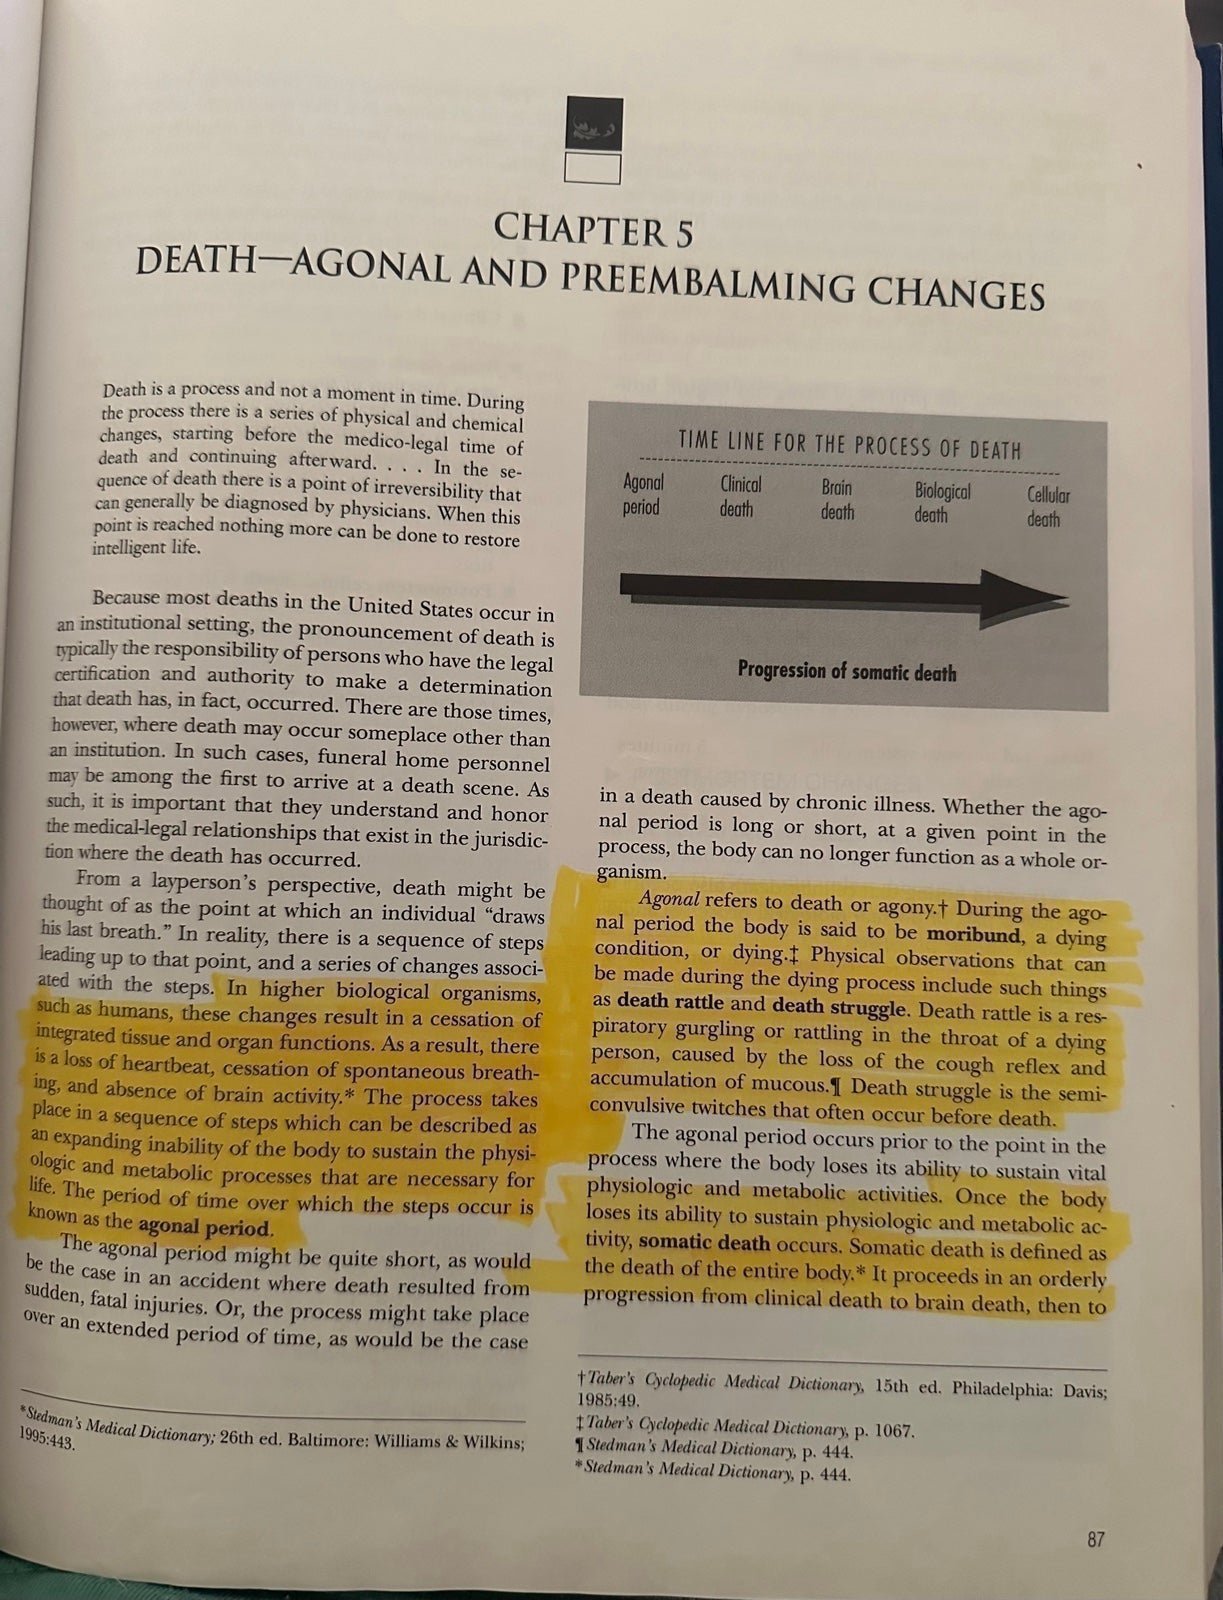 CHAPTER 5
DEATH—AGONAL AND PREEMBALMING CHANGES
Death is a process and not a moment in time. During
the process there is a series of physical and chemical
changes, starting before the medico-legal time of
death and continuing afterward. . . . In the se-
quence of death there is a point of irreversibility that
can generally be diagnosed by physicians. When this
point is reached nothing more can be done to restore
intelligent life.
Because most deaths in the United States occur in
an institutional setting, the pronouncement of death is
typically the responsibility of persons who have the legal
certification and authority to make a determination
that death has, in fact, occurred. There are those times,
however, where death may occur someplace other than
an institution. In such cases, funeral home personnel
may be among the first to arrive at a death scene. As
such, it is important that they understand and honor
the medical-legal relationships that exist in the jurisdic-
tion where the death has occurred.
From a layperson's perspective, death might be
thought of as the point at which an individual "draws
his last breath." In reality, there is a sequence of steps
leading up to that point, and a series of changes associ-
ated with the steps. In higher biological organisms,
such as humans, these changes result in a cessation of
integrated tissue and organ functions. As a result, there
is a loss of heartbeat, cessation of spontaneous breath-
ing, and absence of brain activity.* The process takes
place in a sequence of steps which can be described as
an expanding inability of the body to sustain the physi-
ologic and metabolic processes that are necessary for
life. The period of time over which the steps occur is
known as the agonal period.
The agonal period might be quite short, as would
be the case in an accident where death resulted from
sudden, fatal injuries. Or, the process might take place
over an extended period of time, as would be the case
*Stedman's Medical Dictionary; 26th ed. Baltimore: Williams & Wilkins;
1995:443.
TIME LINE FOR THE PROCESS OF DEATH
Agonal period
Clinical death
Brain death
Biological death
Cellular death
Progression of somatic death
in a death caused by chronic illness. Whether the ago-
nal period is long or short, at a given point in the
process, the body can no longer function as a whole or-
ganism.
Agonal refers to death or agony.† During the ago-
nal period the body is said to be moribund, a dying
condition, or dying.‡ Physical observations that can
be made during the dying process include such things
as death rattle and death struggle. Death rattle is a res-
piratory gurgling or rattling in the throat of a dying
person, caused by the loss of the cough reflex and
accumulation of mucous.¶ Death struggle is the semi-
convulsive twitches that often occur before death.
The agonal period occurs prior to the point in the
process where the body loses its ability to sustain vital
physiologic and metabolic activities. Once the body
loses its ability to sustain physiologic and metabolic ac-
tivity, somatic death occurs. Somatic death is defined as
the death of the entire body.* It proceeds in an orderly
progression from clinical death to brain death, then to
†Taber's Cyclopedic Medical Dictionary, 15th ed. Philadelphia: Davis;
1985:49.
‡Taber's Cyclopedic Medical Dictionary, p. 1067.
¶Stedman's Medical Dictionary, p. 444.
*Stedman's Medical Dictionary, p. 444.
87